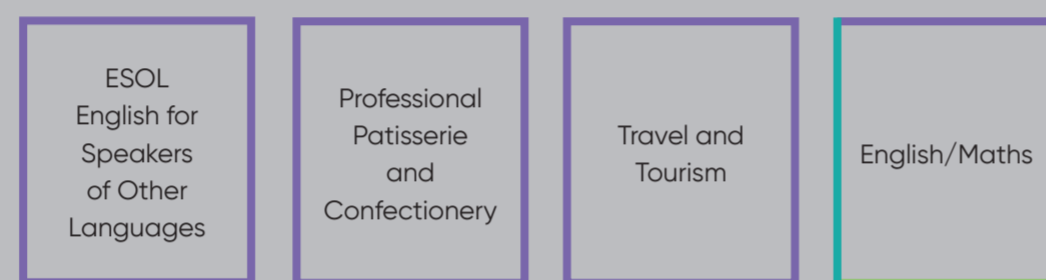 ESOL
English for
Speakers
of Other
Languages
Professional
Patisserie
and
Confectionery
Travel and
Tourism
English/Maths